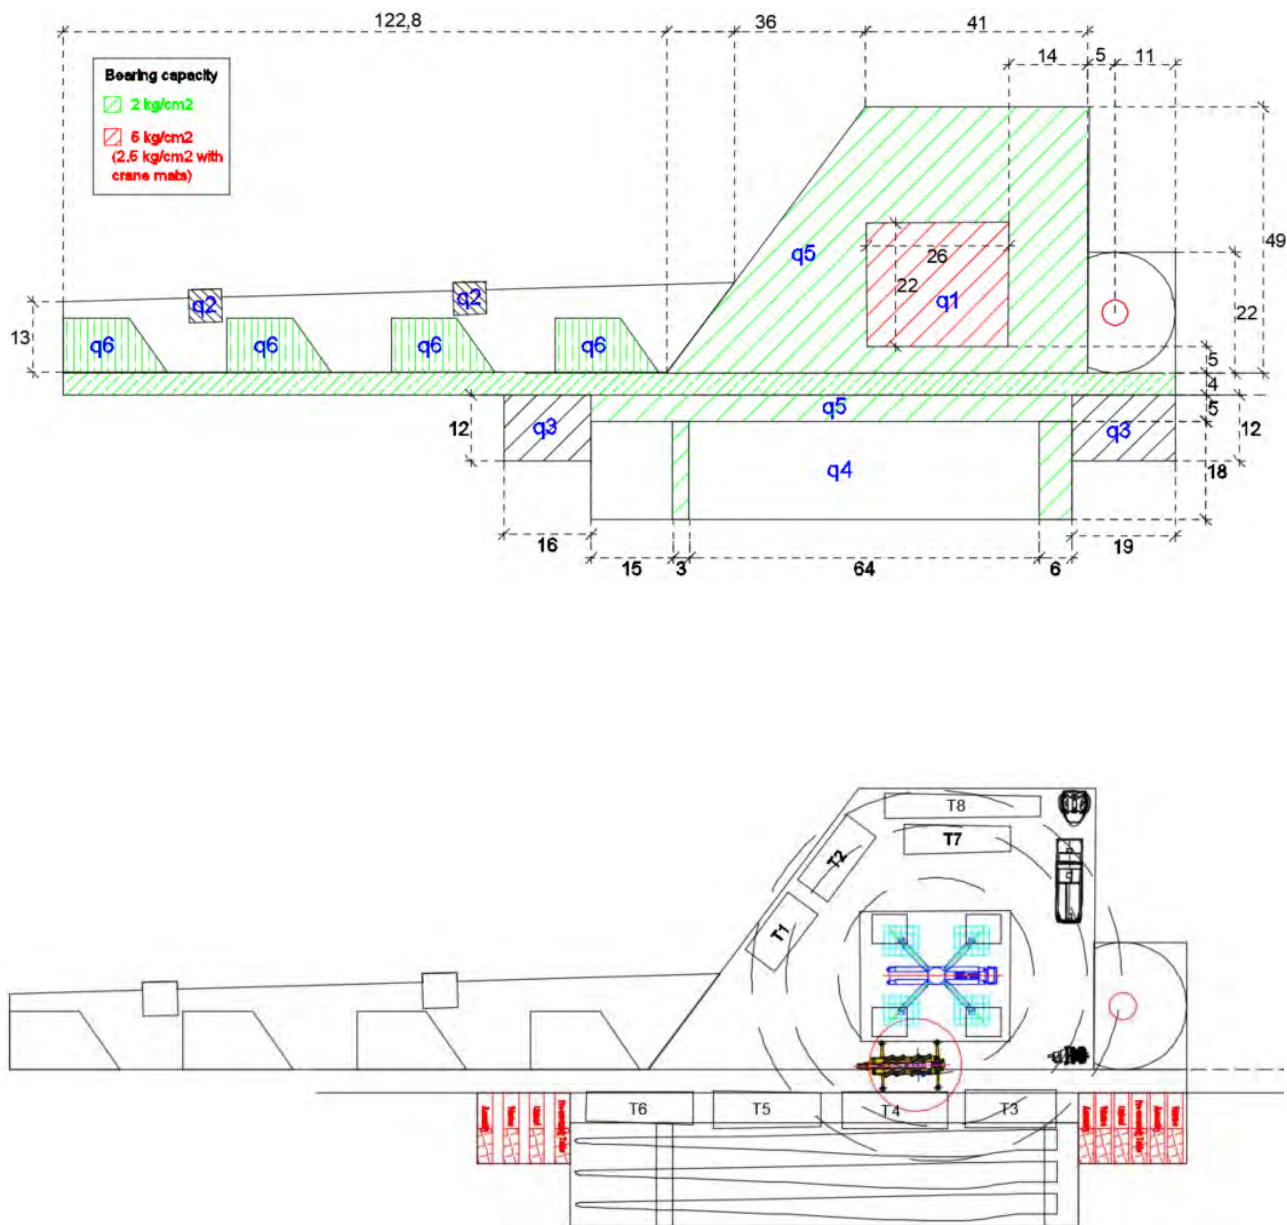 122,8
36
41
14
5
11
Bearing capacity
2 kg/cm2
5 kg/cm2
(2.5 kg/cm2 with
crane mats)
49
q5
26
22
q1
q2
q2
22
13
q6
q6
q6
q6
5
4
q5
5
12
q3
q3
12
q4
18
16
19
15
3
64
6
T8
T7
T2
T1
T6
T5
T4
T3